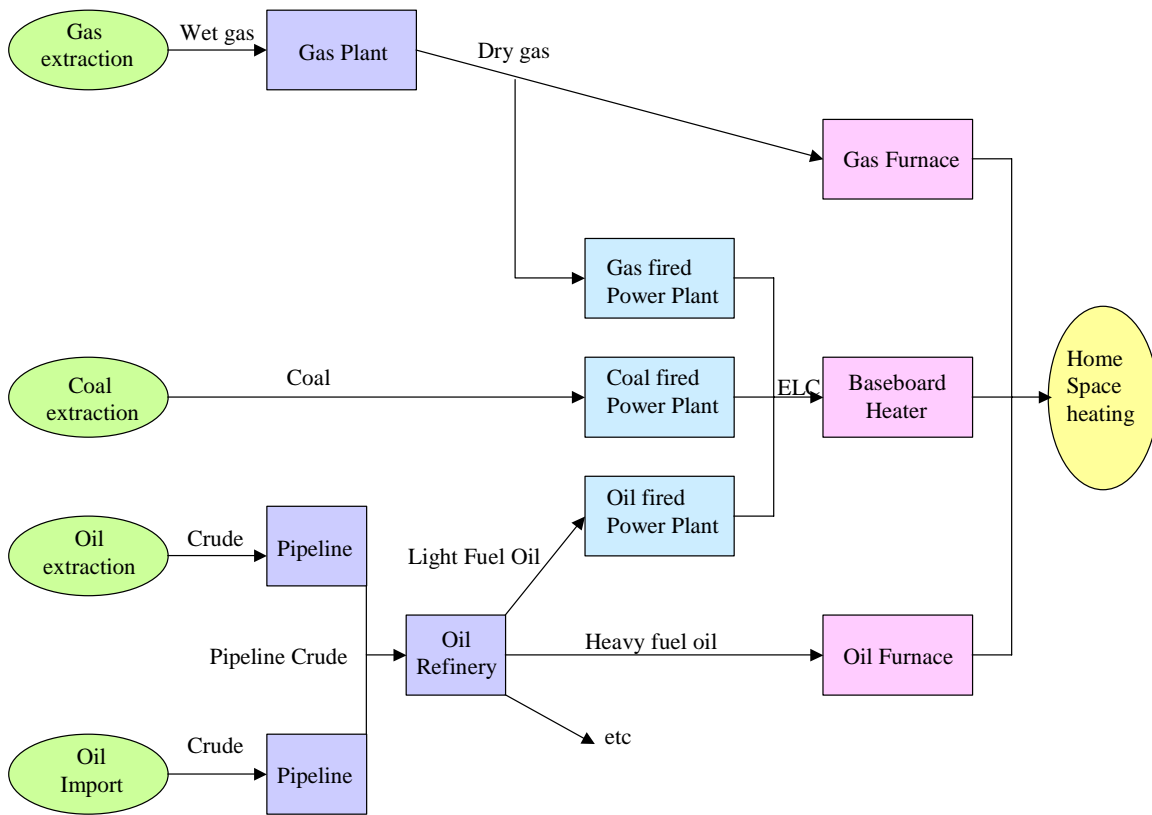 Gas
extraction
Wet gas
Gas Plant
Dry gas
Gas Furnace
Gas fired
Power Plant
Coal
extraction
Coal
Coal fired
Power Plant
ELC
Baseboard
Heater
Home
Space
heating
Oil fired
Power Plant
Oil
extraction
Crude
Pipeline
Light Fuel Oil
Pipeline Crude
Oil
Refinery
Heavy fuel oil
Oil Furnace
etc
Oil
Import
Crude
Pipeline